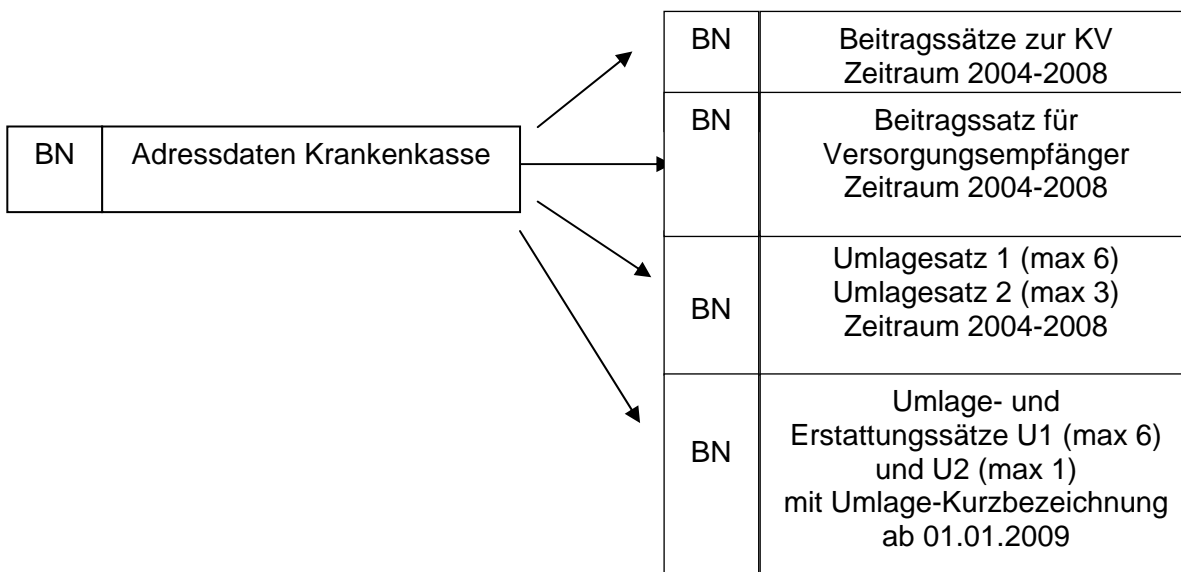 BN Adressdaten Krankenkasse
BN Beitragssätze zur KV
Zeitraum 2004-2008
BN Beitragssatz für
Versorgungsempfänger
Zeitraum 2004-2008
BN
Umlagesatz 1 (max 6)
Umlagesatz 2 (max 3)
Zeitraum 2004-2008
BN
Umlage- und
Erstattungssätze U1 (max 6)
und U2 (max 1)
mit Umlage-Kurzbezeichnung
ab 01.01.2009